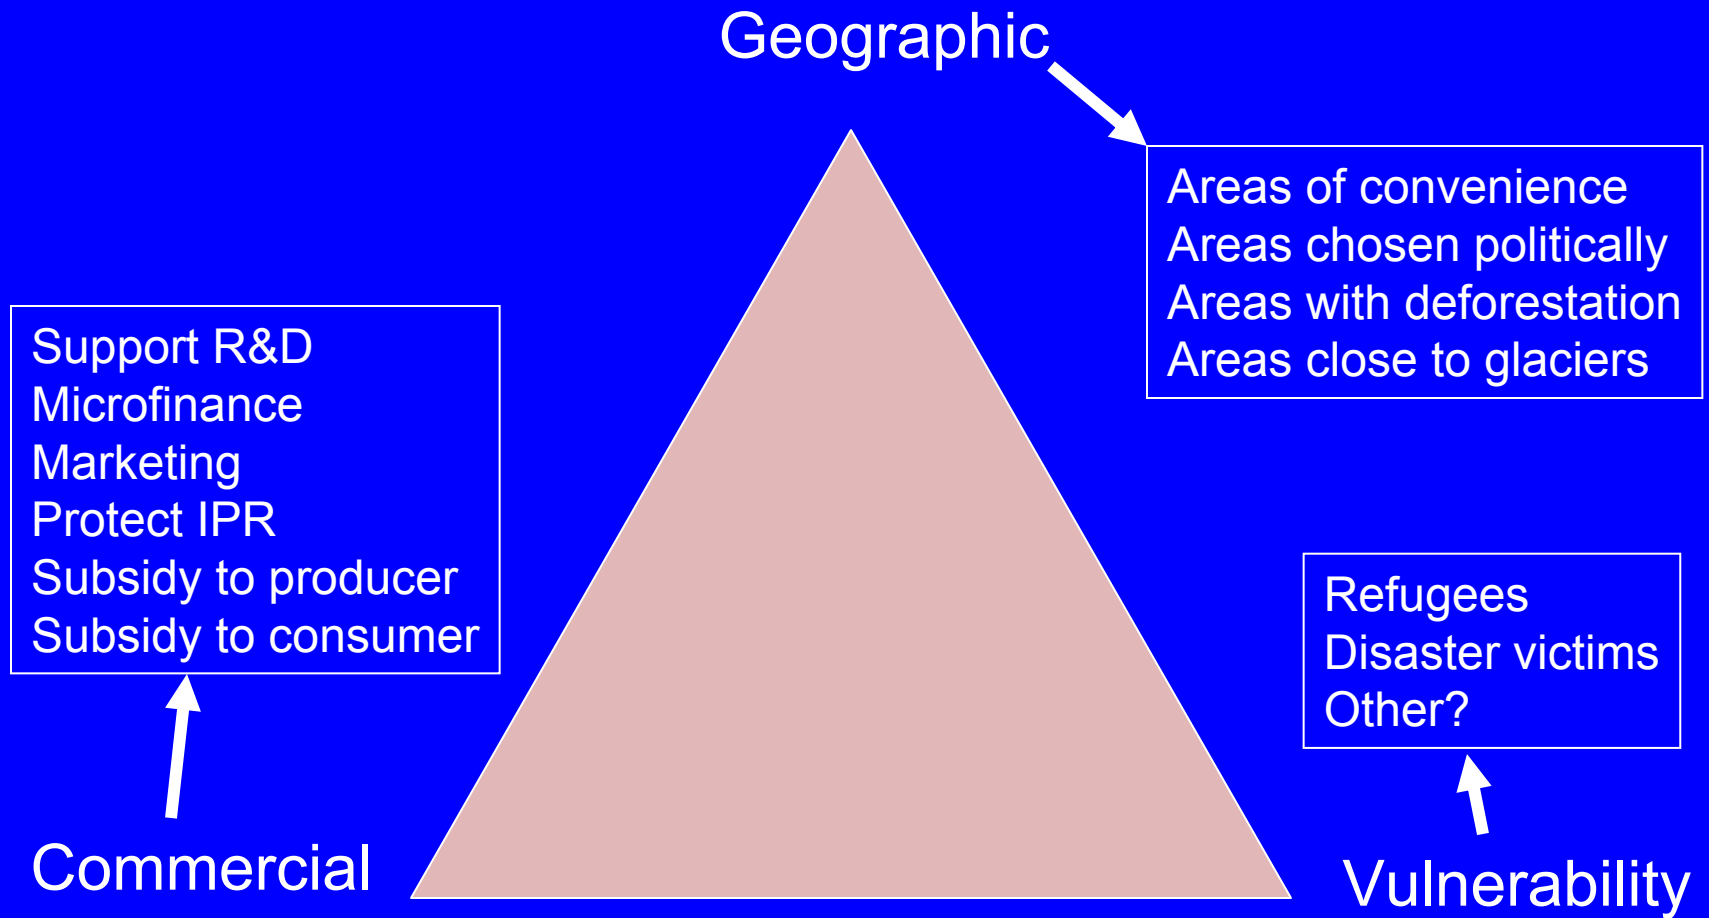 Geographic
Areas of convenience
Areas chosen politically
Areas with deforestation
Areas close to glaciers
Support R&D
Microfinance
Marketing
Protect IPR
Subsidy to producer
Subsidy to consumer
Refugees
Disaster victims
Other?
Commercial
Vulnerability